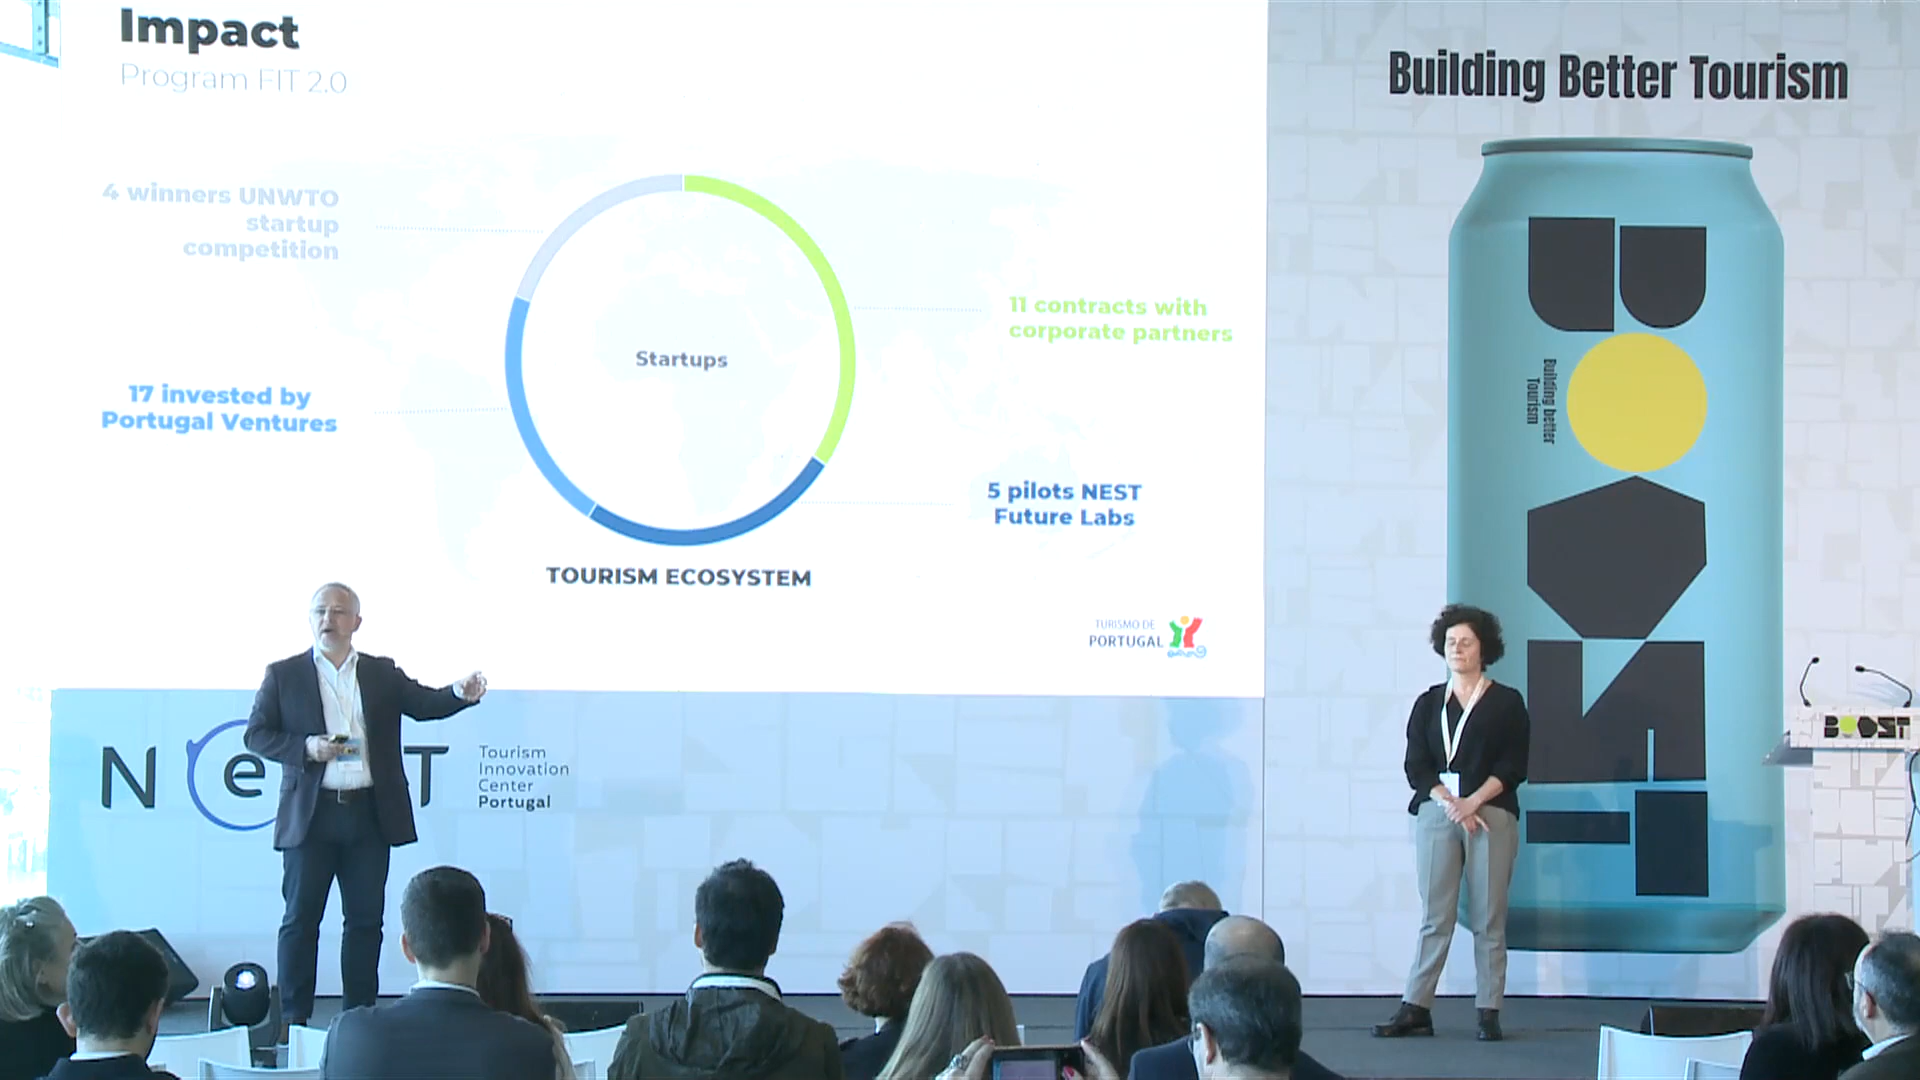 Impact
Program FIT 2.0
4 winners UNWTO
startup
competition
17 invested by
Portugal Ventures
Startups
11 contracts with
corporate partners
5 pilots NEST
Future Labs
TOURISM ECOSYSTEM
TURISMO DE
PORTUGAL
Building Better Tourism
BOOST
Building better
Tourism
BOOST
N e T
Tourism
Innovation
Center
Portugal